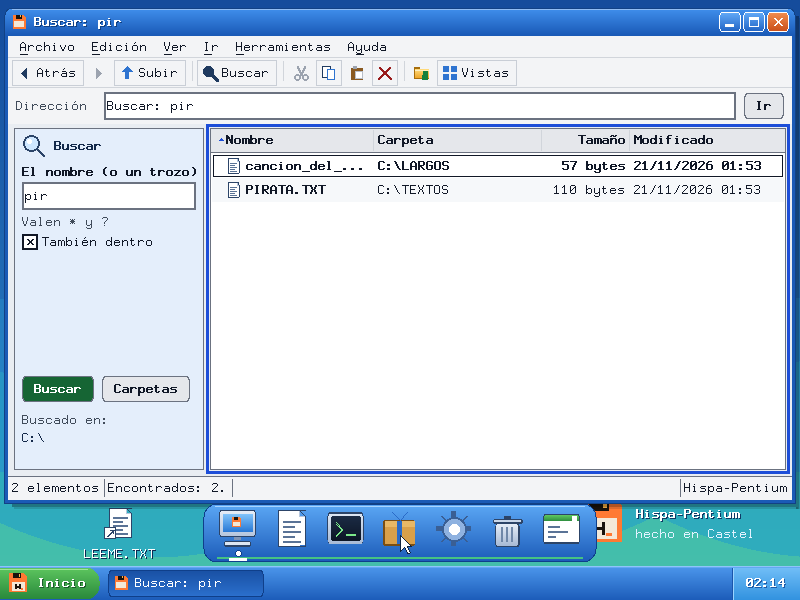 Buscar: pir
Archivo Edición Ver Ir Herramientas Ayuda
Atrás Subir Buscar Vistas
Dirección Buscar: pir Ir
Buscar
El nombre (o un trozo)
pir
Valen * y ?
También dentro
Buscar Carpetas
Buscado en:
C:\
Nombre Carpeta Tamaño Modificado
cancion_del_... C:\LARGOS 57 bytes 21/11/2026 01:53
PIRATA.TXT C:\TEXTOS 110 bytes 21/11/2026 01:53
2 elementos Encontrados: 2. Hispa-Pentium
LEEME.TXT
Hispa-Pentium
hecho en Castel
Inicio Buscar: pir 02:14